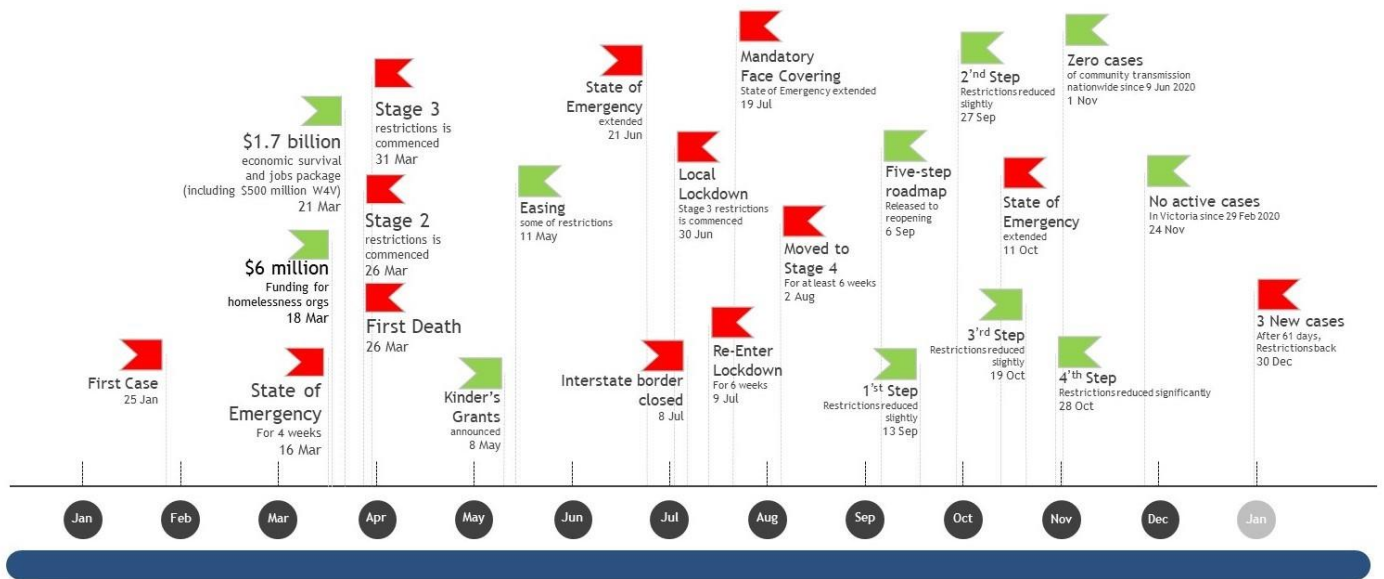 First Case
25 Jan
State of
Emergency
For 4 weeks
16 Mar
$6 million
Funding for
homelessness orgs
18 Mar
$1.7 billion
economic survival
and jobs package
(including $500 million W4V)
21 Mar
First Death
26 Mar
Stage 2
restrictions is
commenced
26 Mar
Stage 3
restrictions is
commenced
31 Mar
Kinder's
Grants
announced
8 May
Easing
some of restrictions
11 May
State of
Emergency
extended
21 Jun
Local
Lockdown
Stage 3 restrictions
is commenced
30 Jun
Interstate border
closed
8 Jul
Re-Enter
Lockdown
For 6 weeks
9 Jul
Mandatory
Face Covering
State of Emergency extended
19 Jul
Moved to
Stage 4
For at least 6 weeks
2 Aug
Five-step
roadmap
Released to
reopening
6 Sep
1'st Step
Restrictions reduced
slightly
13 Sep
2'nd Step
Restrictions reduced
slightly
27 Sep
State of
Emergency
extended
11 Oct
3'rd Step
Restrictions reduced
slightly
19 Oct
4'th Step
Restrictions reduced significantly
28 Oct
Zero cases
of community transmission
nationwide since 9 Jun 2020
1 Nov
No active cases
In Victoria since 29 Feb 2020
24 Nov
3 New cases
After 61 days,
Restrictions back
30 Dec
Jan
Feb
Mar
Apr
May
Jun
Jul
Aug
Sep
Oct
Nov
Dec
Jan